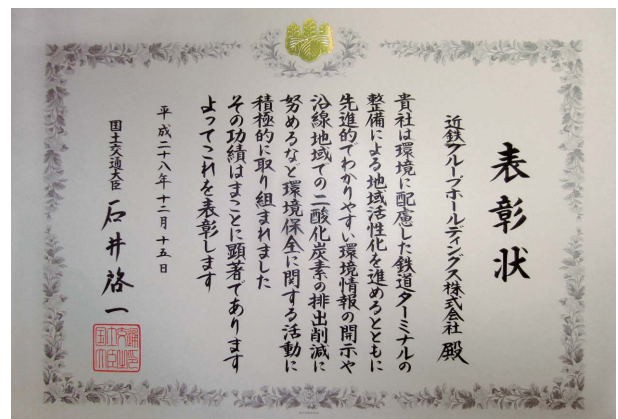 表彰状
近鉄グループホールディングス株式会社 殿
貴社は環境に配慮した鉄道ターミナルの
整備による地域活性化を進めるとともに
先進的でわかりやすい環境情報の開示や
沿線地域での二酸化炭素の排出削減に
努めるなど環境保全に関する活動に
積極的に取り組まれました
その功績はまことに顕著であります
よってこれを表彰します
平成二十八年十二月十五日
国土交通大臣 石井啓一
国土交通大臣之印